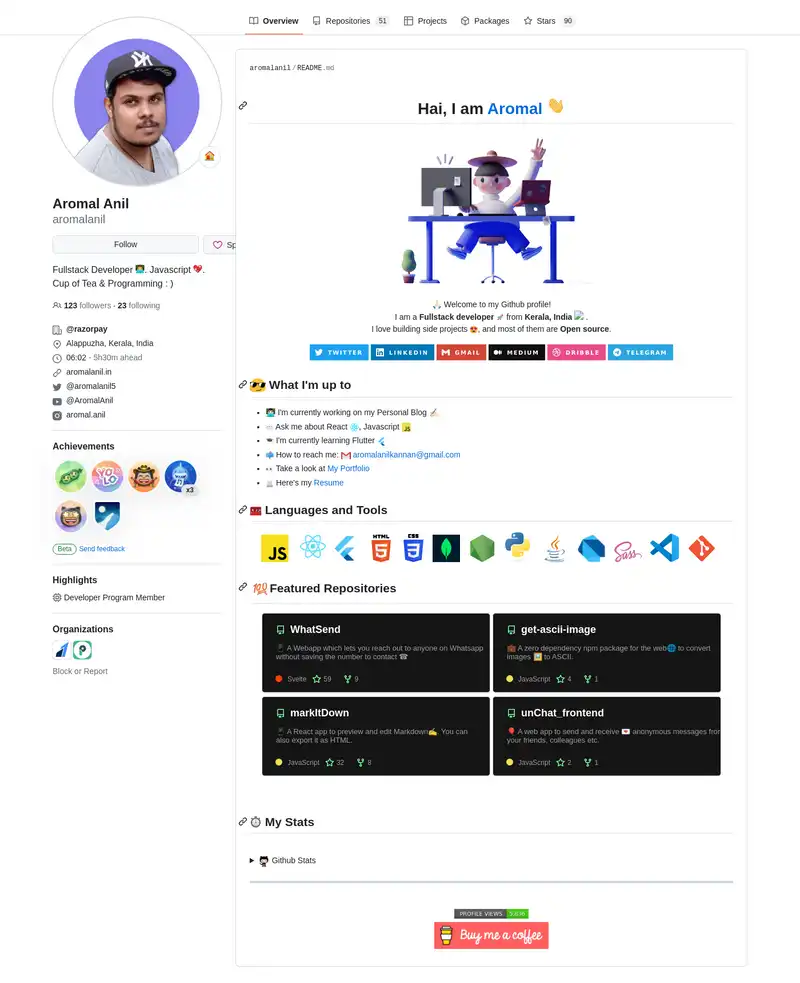 Overview
Repositories 51
Projects
Packages
Stars 90
Aromal Anil
aromalanil
Follow
Sp
Fullstack Developer 👨‍💻. Javascript 💖.
Cup of Tea & Programming : )
123 followers · 23 following
@razorpay
Alappuzha, Kerala, India
06:02 - 5h30m ahead
aromalanil.in
@aromalanil5
@AromalAnil
aromal.anil
Achievements
YOLO
x3
Beta Send feedback
Highlights
Developer Program Member
Organizations
Block or Report
aromalanil/README.md
Hai, I am Aromal 👋
🙏 Welcome to my Github profile!
I am a Fullstack developer 🚀 from Kerala, India .
I love building side projects 😍, and most of them are Open source.
TWITTER
LINKEDIN
GMAIL
MEDIUM
DRIBBLE
TELEGRAM
😎 What I'm up to
👨‍💻 I'm currently working on my Personal Blog ✍
Ask me about React, Javascript
I'm currently learning Flutter
📫 How to reach me: aromalanilkannan@gmail.com
👀 Take a look at My Portfolio
Here's my Resume
🧰 Languages and Tools
JS
HTML
5
CSS
3
Sass
💯 Featured Repositories
WhatSend
📱 A Webapp which lets you reach out to anyone on Whatsapp
without saving the number to contact ☎
Svelte 59 9
get-ascii-image
💼 A zero dependency npm package for the web🌐 to convert
images 🖼 to ASCII.
JavaScript 4 1
markItDown
📱 A React app to preview and edit Markdown✍. You can
also export it as HTML.
JavaScript 32 8
unChat_frontend
🎈 A web app to send and receive 💌 anonymous messages fror
your friends, colleagues etc.
JavaScript 2 1
⏱ My Stats
Github Stats
PROFILE VIEWS
Buy me a coffee